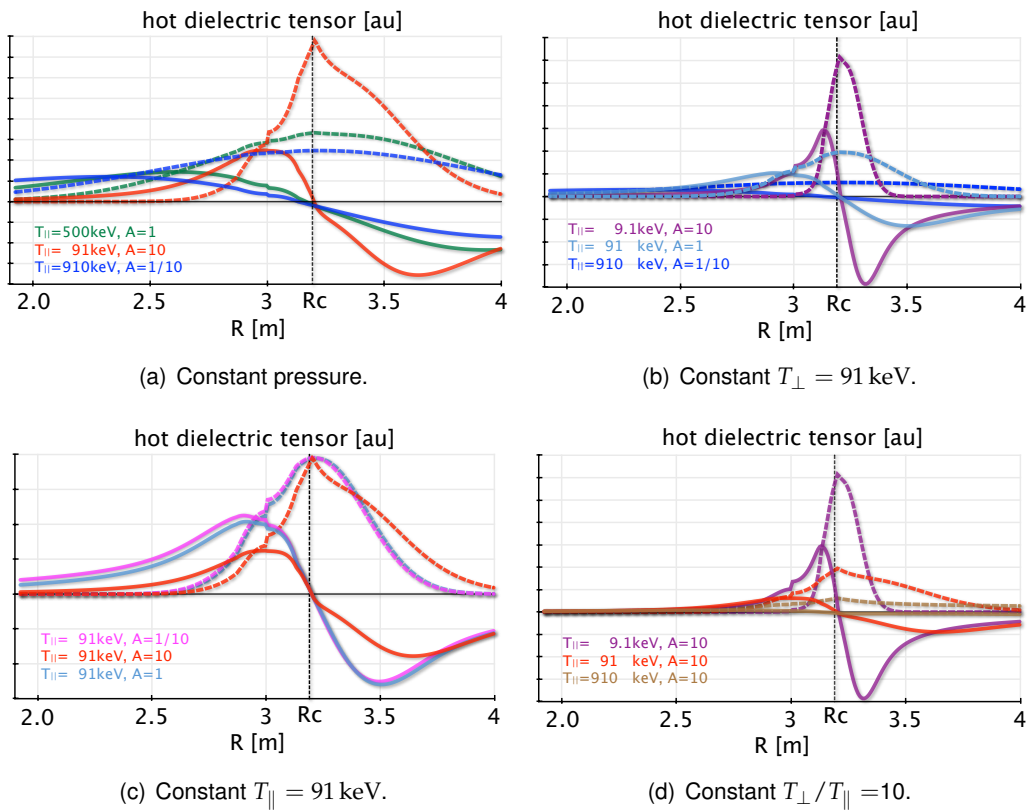 hot dielectric tensor [au]
T||=500keV, A=1
T||= 91keV, A=10
T||=910keV, A=1/10
2.0 2.5 3 Rc 3.5 4
R [m]
(a) Constant pressure.
hot dielectric tensor [au]
T||= 9.1keV, A=10
T||= 91 keV, A=1
T||=910 keV, A=1/10
2.0 2.5 3 Rc 3.5 4
R [m]
(b) Constant T⊥ = 91 keV.
hot dielectric tensor [au]
T||= 91keV, A=1/10
T||= 91keV, A=10
T||= 91keV, A=1
2.0 2.5 3 Rc 3.5 4
R [m]
(c) Constant T∥ = 91 keV.
hot dielectric tensor [au]
T||= 9.1keV, A=10
T||= 91 keV, A=10
T||=910 keV, A=10
2.0 2.5 3 Rc 3.5 4
R [m]
(d) Constant T⊥/T∥ =10.